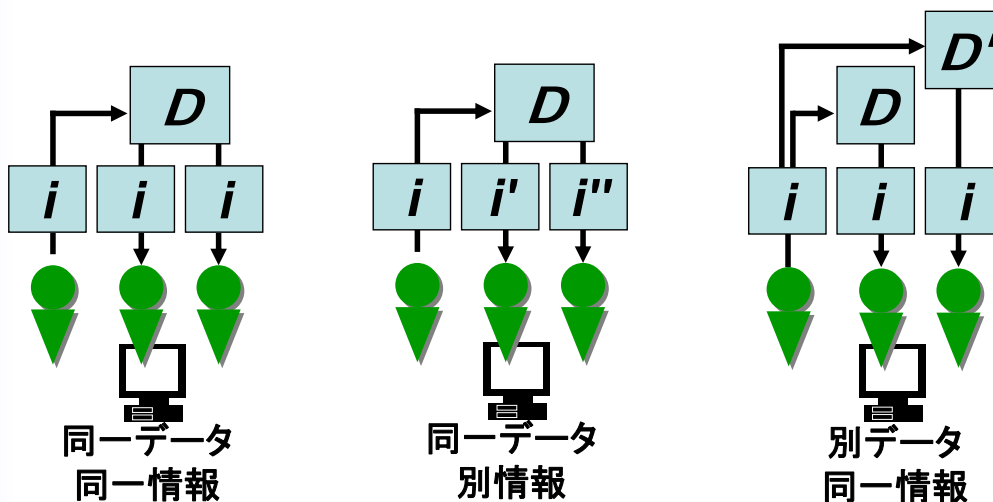 D
i i i
同一データ
同一情報
D
i i' i''
同一データ
別情報
D'
D
i i i
別データ
同一情報